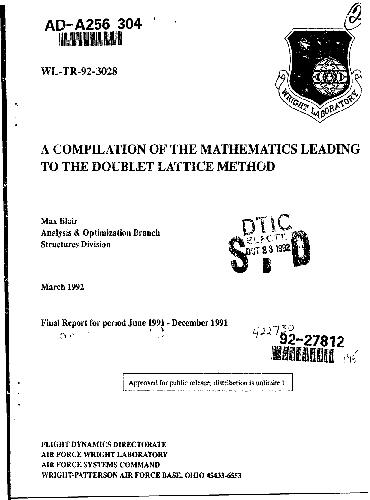 AD-A256 304
WL-TR-92-3028
WRIGHT LABORATORY
A COMPILATION OF THE MATHEMATICS LEADING
TO THE DOUBLET LATTICE METHOD
Max Blair
Analysis & Optimization Branch
Structures Division
DTIC
ELECTE
OCT 23 1992
S D
March 1992
Final Report for period June 1991 - December 1991
422730
92-27812
Approved for public release; distribution is unlimited
FLIGHT DYNAMICS DIRECTORATE
AIR FORCE WRIGHT LABORATORY
AIR FORCE SYSTEMS COMMAND
WRIGHT-PATTERSON AIR FORCE BASE, OHIO 45433-6553